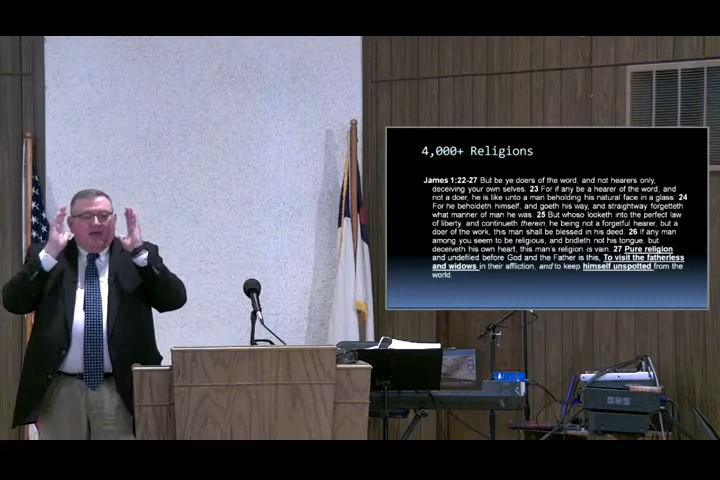 4,000+ Religions
James 1:22-27 But be ye doers of the word, and not hearers only,
deceiving your own selves. 23 For if any be a hearer of the word, and
not a doer, he is like unto a man beholding his natural face in a glass: 24
For he beholdeth himself, and goeth his way, and straightway forgetteth
what manner of man he was. 25 But whoso looketh into the perfect law
of liberty, and continueth therein, he being not a forgetful hearer, but a
doer of the work, this man shall be blessed in his deed. 26 If any man
among you seem to be religious, and bridleth not his tongue, but
deceiveth his own heart, this man's religion is vain. 27 Pure religion
and undefiled before God and the Father is this, To visit the fatherless
and widows in their affliction, and to keep himself unspotted from the
world.